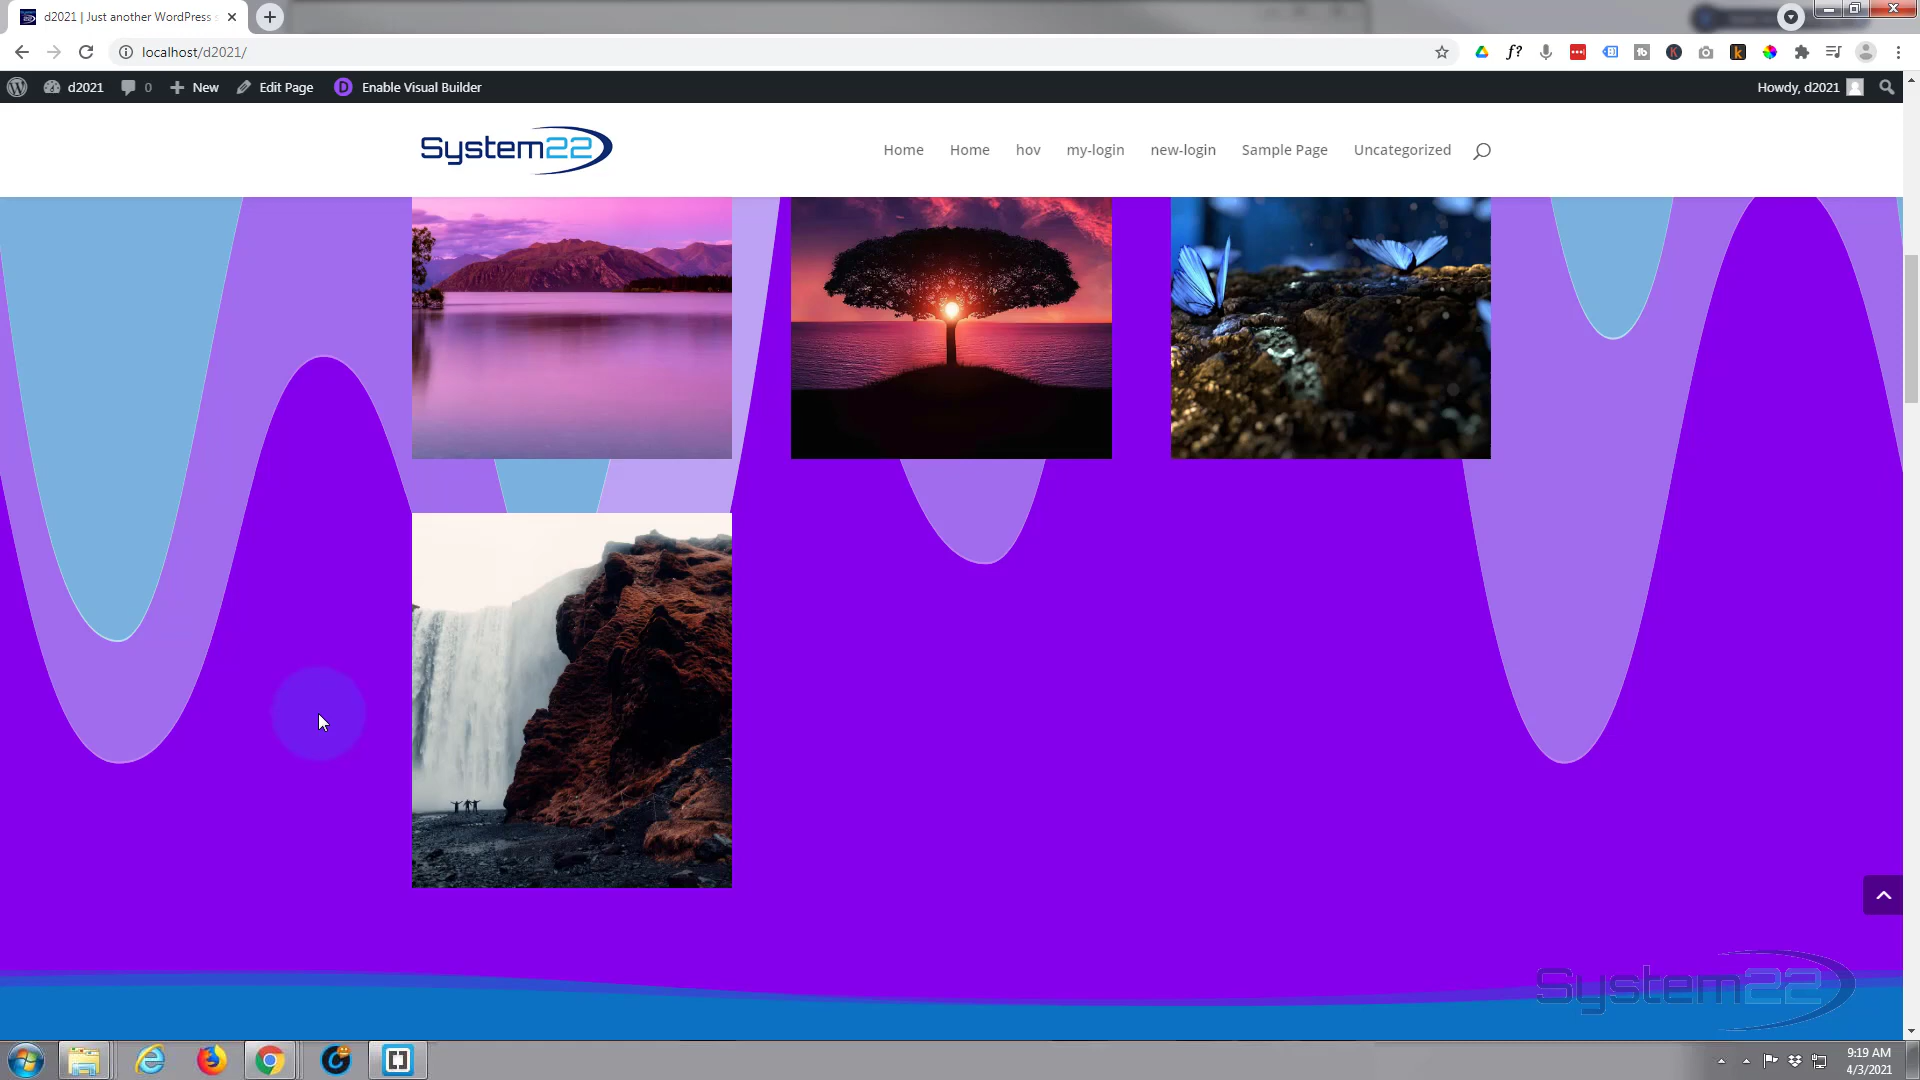 d2021 | Just another WordPress s
localhost/d2021/
d2021
0
New
Edit Page
Enable Visual Builder
Howdy, d2021
System22
Home
Home
hov
my-login
new-login
Sample Page
Uncategorized
System22
9:19 AM
4/3/2021